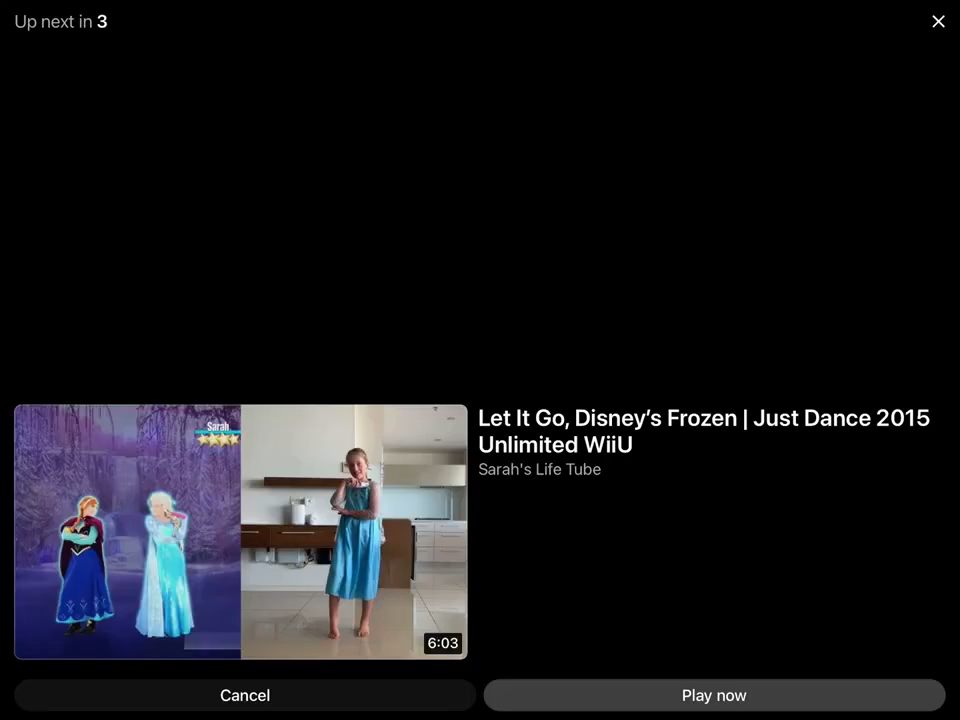 Up next in 3
Sarah
Let It Go, Disney’s Frozen | Just Dance 2015
Unlimited WiiU
Sarah's Life Tube
6:03
Cancel
Play now